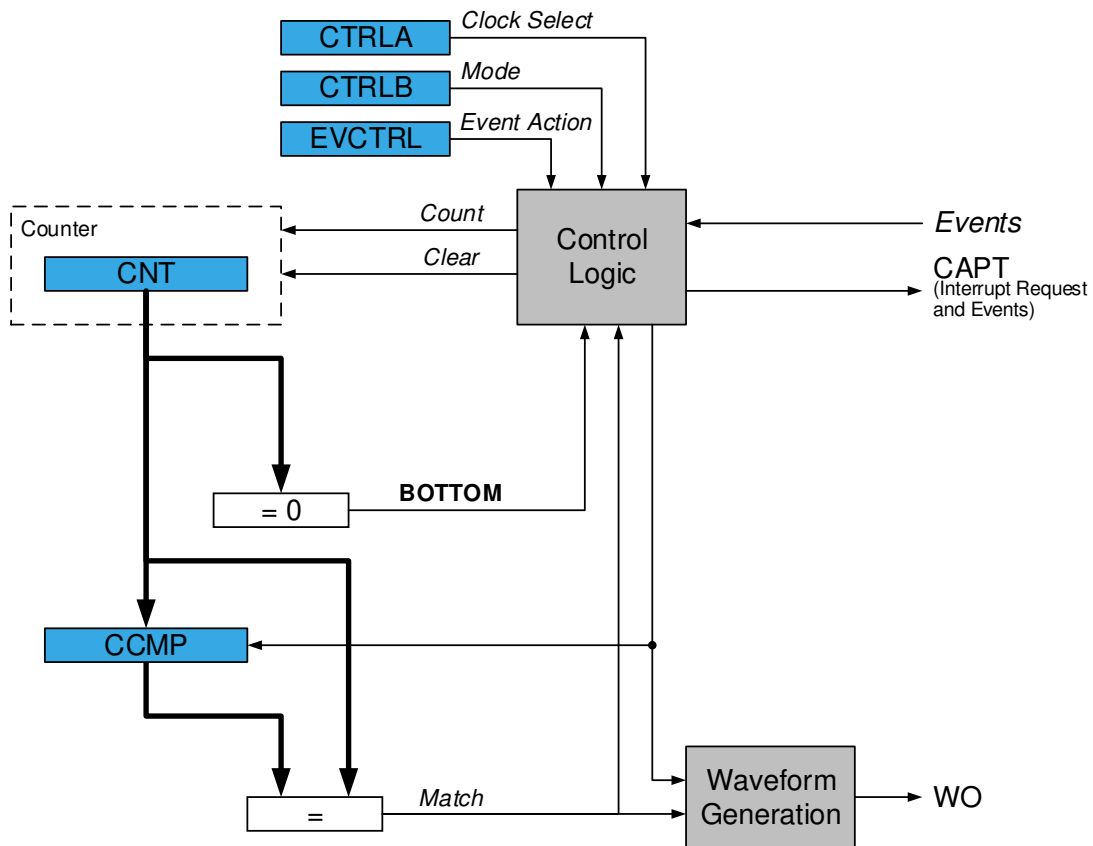 CTRLA
Clock Select
CTRLB
Mode
EVCTRL
Event Action
Counter
CNT
Count
Clear
Control
Logic
Events
CAPT
(Interrupt Request
and Events)
= 0
BOTTOM
CCMP
=
Match
Waveform
Generation
WO